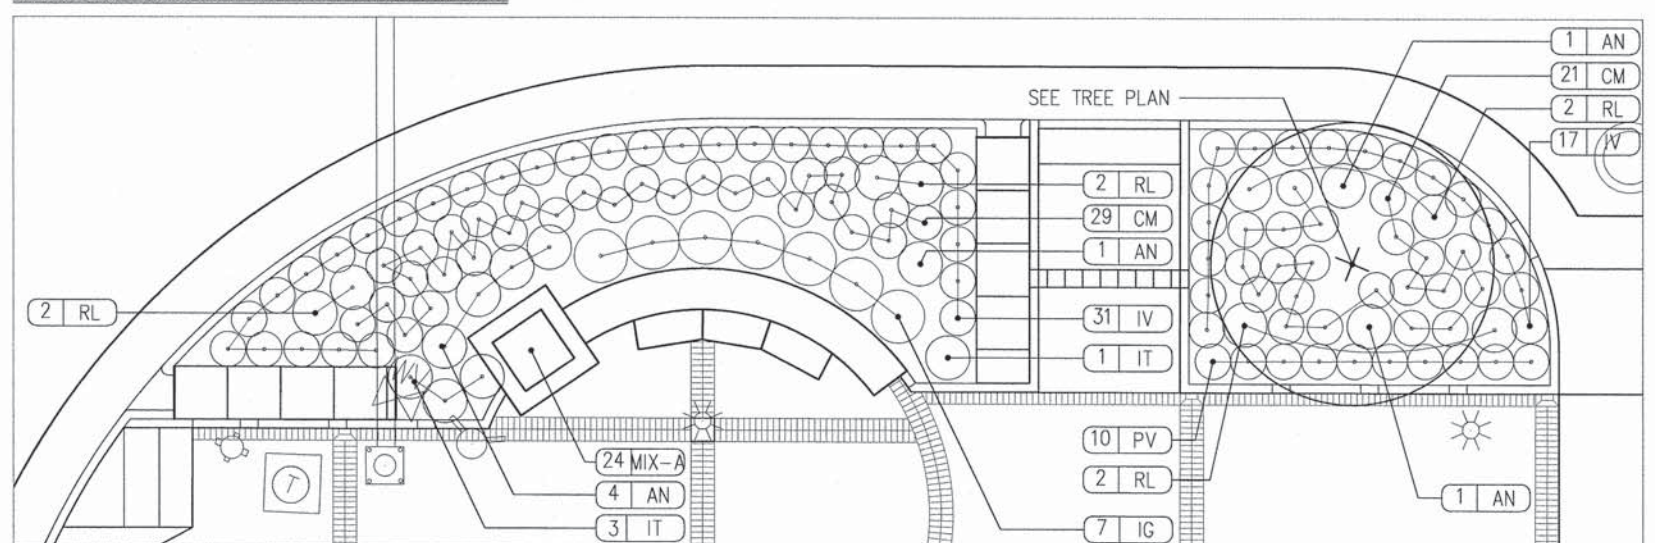 1 AN
21 CM
SEE TREE PLAN
2 RL
17 IV
2 RL
29 CM
1 AN
2 RL
31 IV
1 IT
T
10 PV
24 MIX-A
2 RL
4 AN
1 AN
3 IT
7 IG